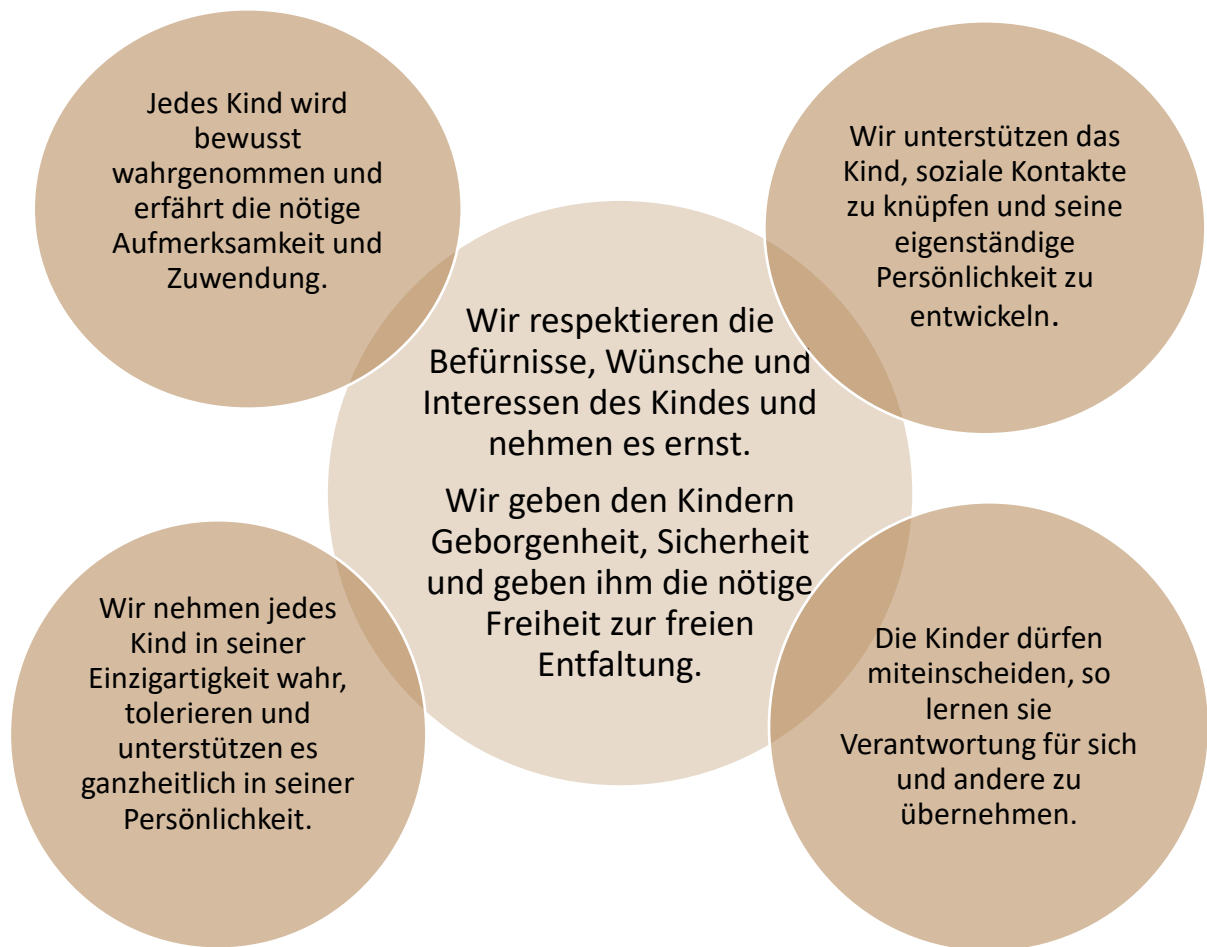 Jedes Kind wird
bewusst
wahrgenommen und
erfährt die nötige
Aufmerksamkeit und
Zuwendung.
Wir unterstützen das
Kind, soziale Kontakte
zu knüpfen und seine
eigenständige
Persönlichkeit zu
entwickeln.
Wir respektieren die
Befürnisse, Wünsche und
Interessen des Kindes und
nehmen es ernst.
Wir geben den Kindern
Geborgenheit, Sicherheit
und geben ihm die nötige
Freiheit zur freien
Entfaltung.
Wir nehmen jedes
Kind in seiner
Einzigartigkeit wahr,
tolerieren und
unterstützen es
ganzheitlich in seiner
Persönlichkeit.
Die Kinder dürfen
miteinscheiden, so
lernen sie
Verantwortung für sich
und andere zu
übernehmen.